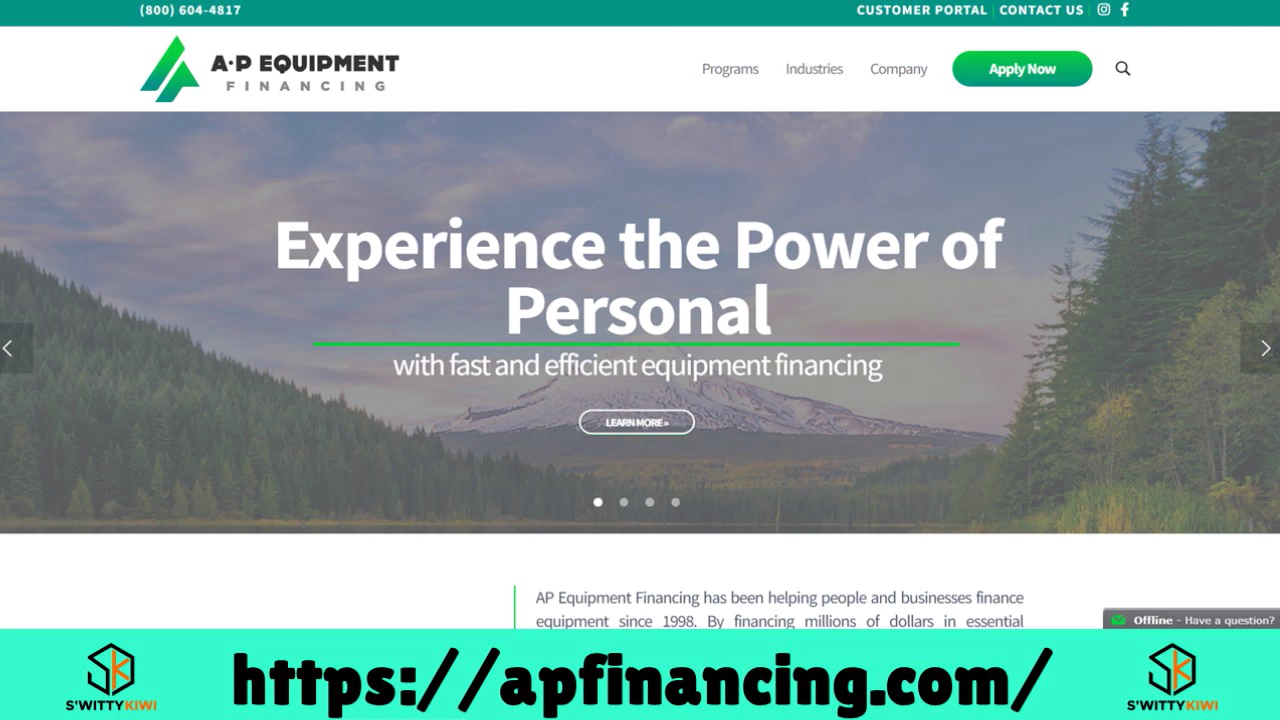 (800) 604-4817
CUSTOMER PORTAL | CONTACT US |
A·P EQUIPMENT
FINANCING
Programs
Industries
Company
Apply Now
Experience the Power of
Personal
with fast and efficient equipment financing
LEARN MORE »
AP Equipment Financing has been helping people and businesses finance
equipment since 1998. By financing millions of dollars in essential
Offline - Have a question?
S'WITTYKIWI
https://apfinancing.com/
S'WITTYKIWI